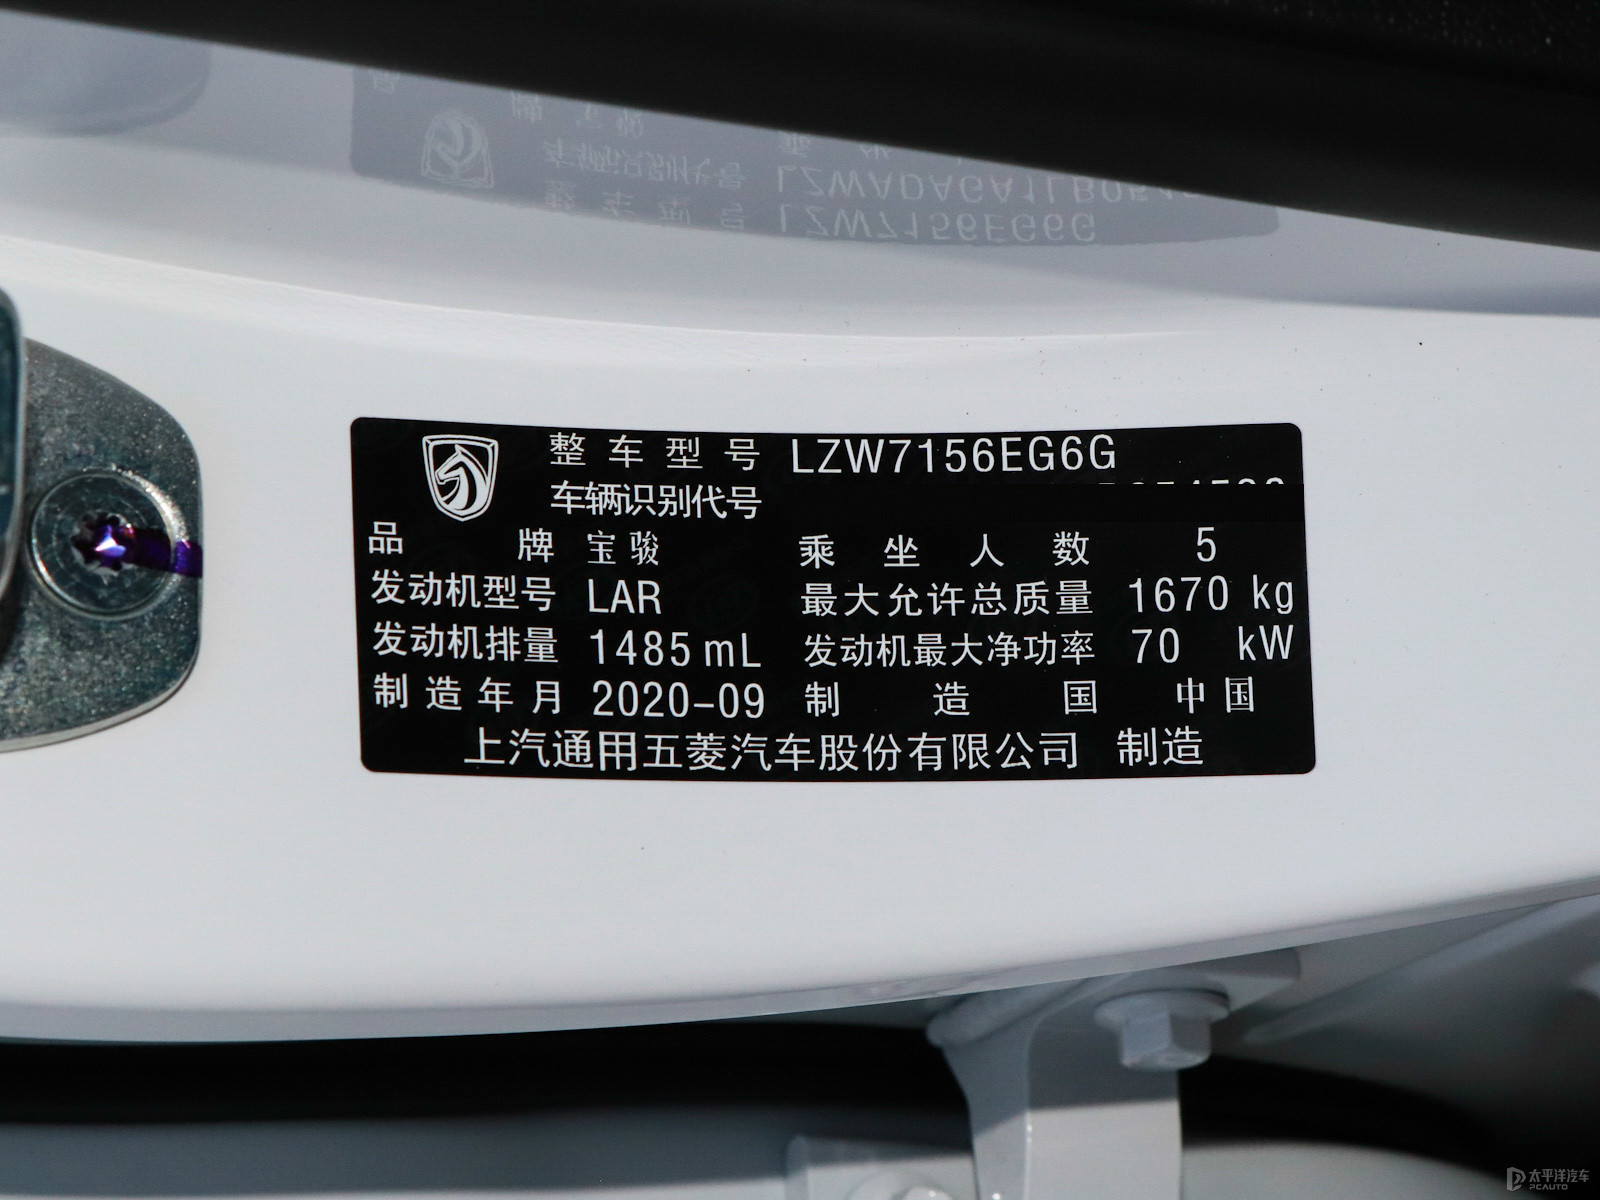 整车型号 LZW7156EG6G
车辆识别代号
品牌 宝骏 乘坐人数 5
发动机型号 LAR 最大允许总质量 1670 kg
发动机排量 1485 mL 发动机最大净功率 70 kW
制造年月 2020-09 制造国 中国
上汽通用五菱汽车股份有限公司 制造
太平洋汽车
PCAUTO